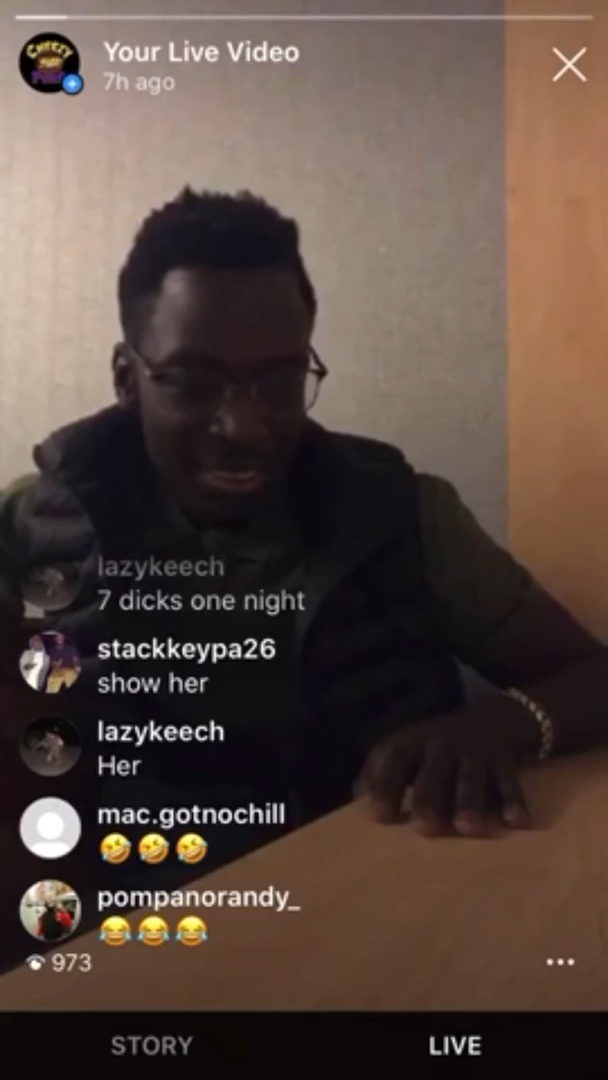 Your Live Video
7h ago
lazykeech
7 dicks one night
stackkeypa26
show her
lazykeech
Her
mac.gotnochill
🤣🤣🤣
pompanorandy_
😂😂😂
973
STORY
LIVE